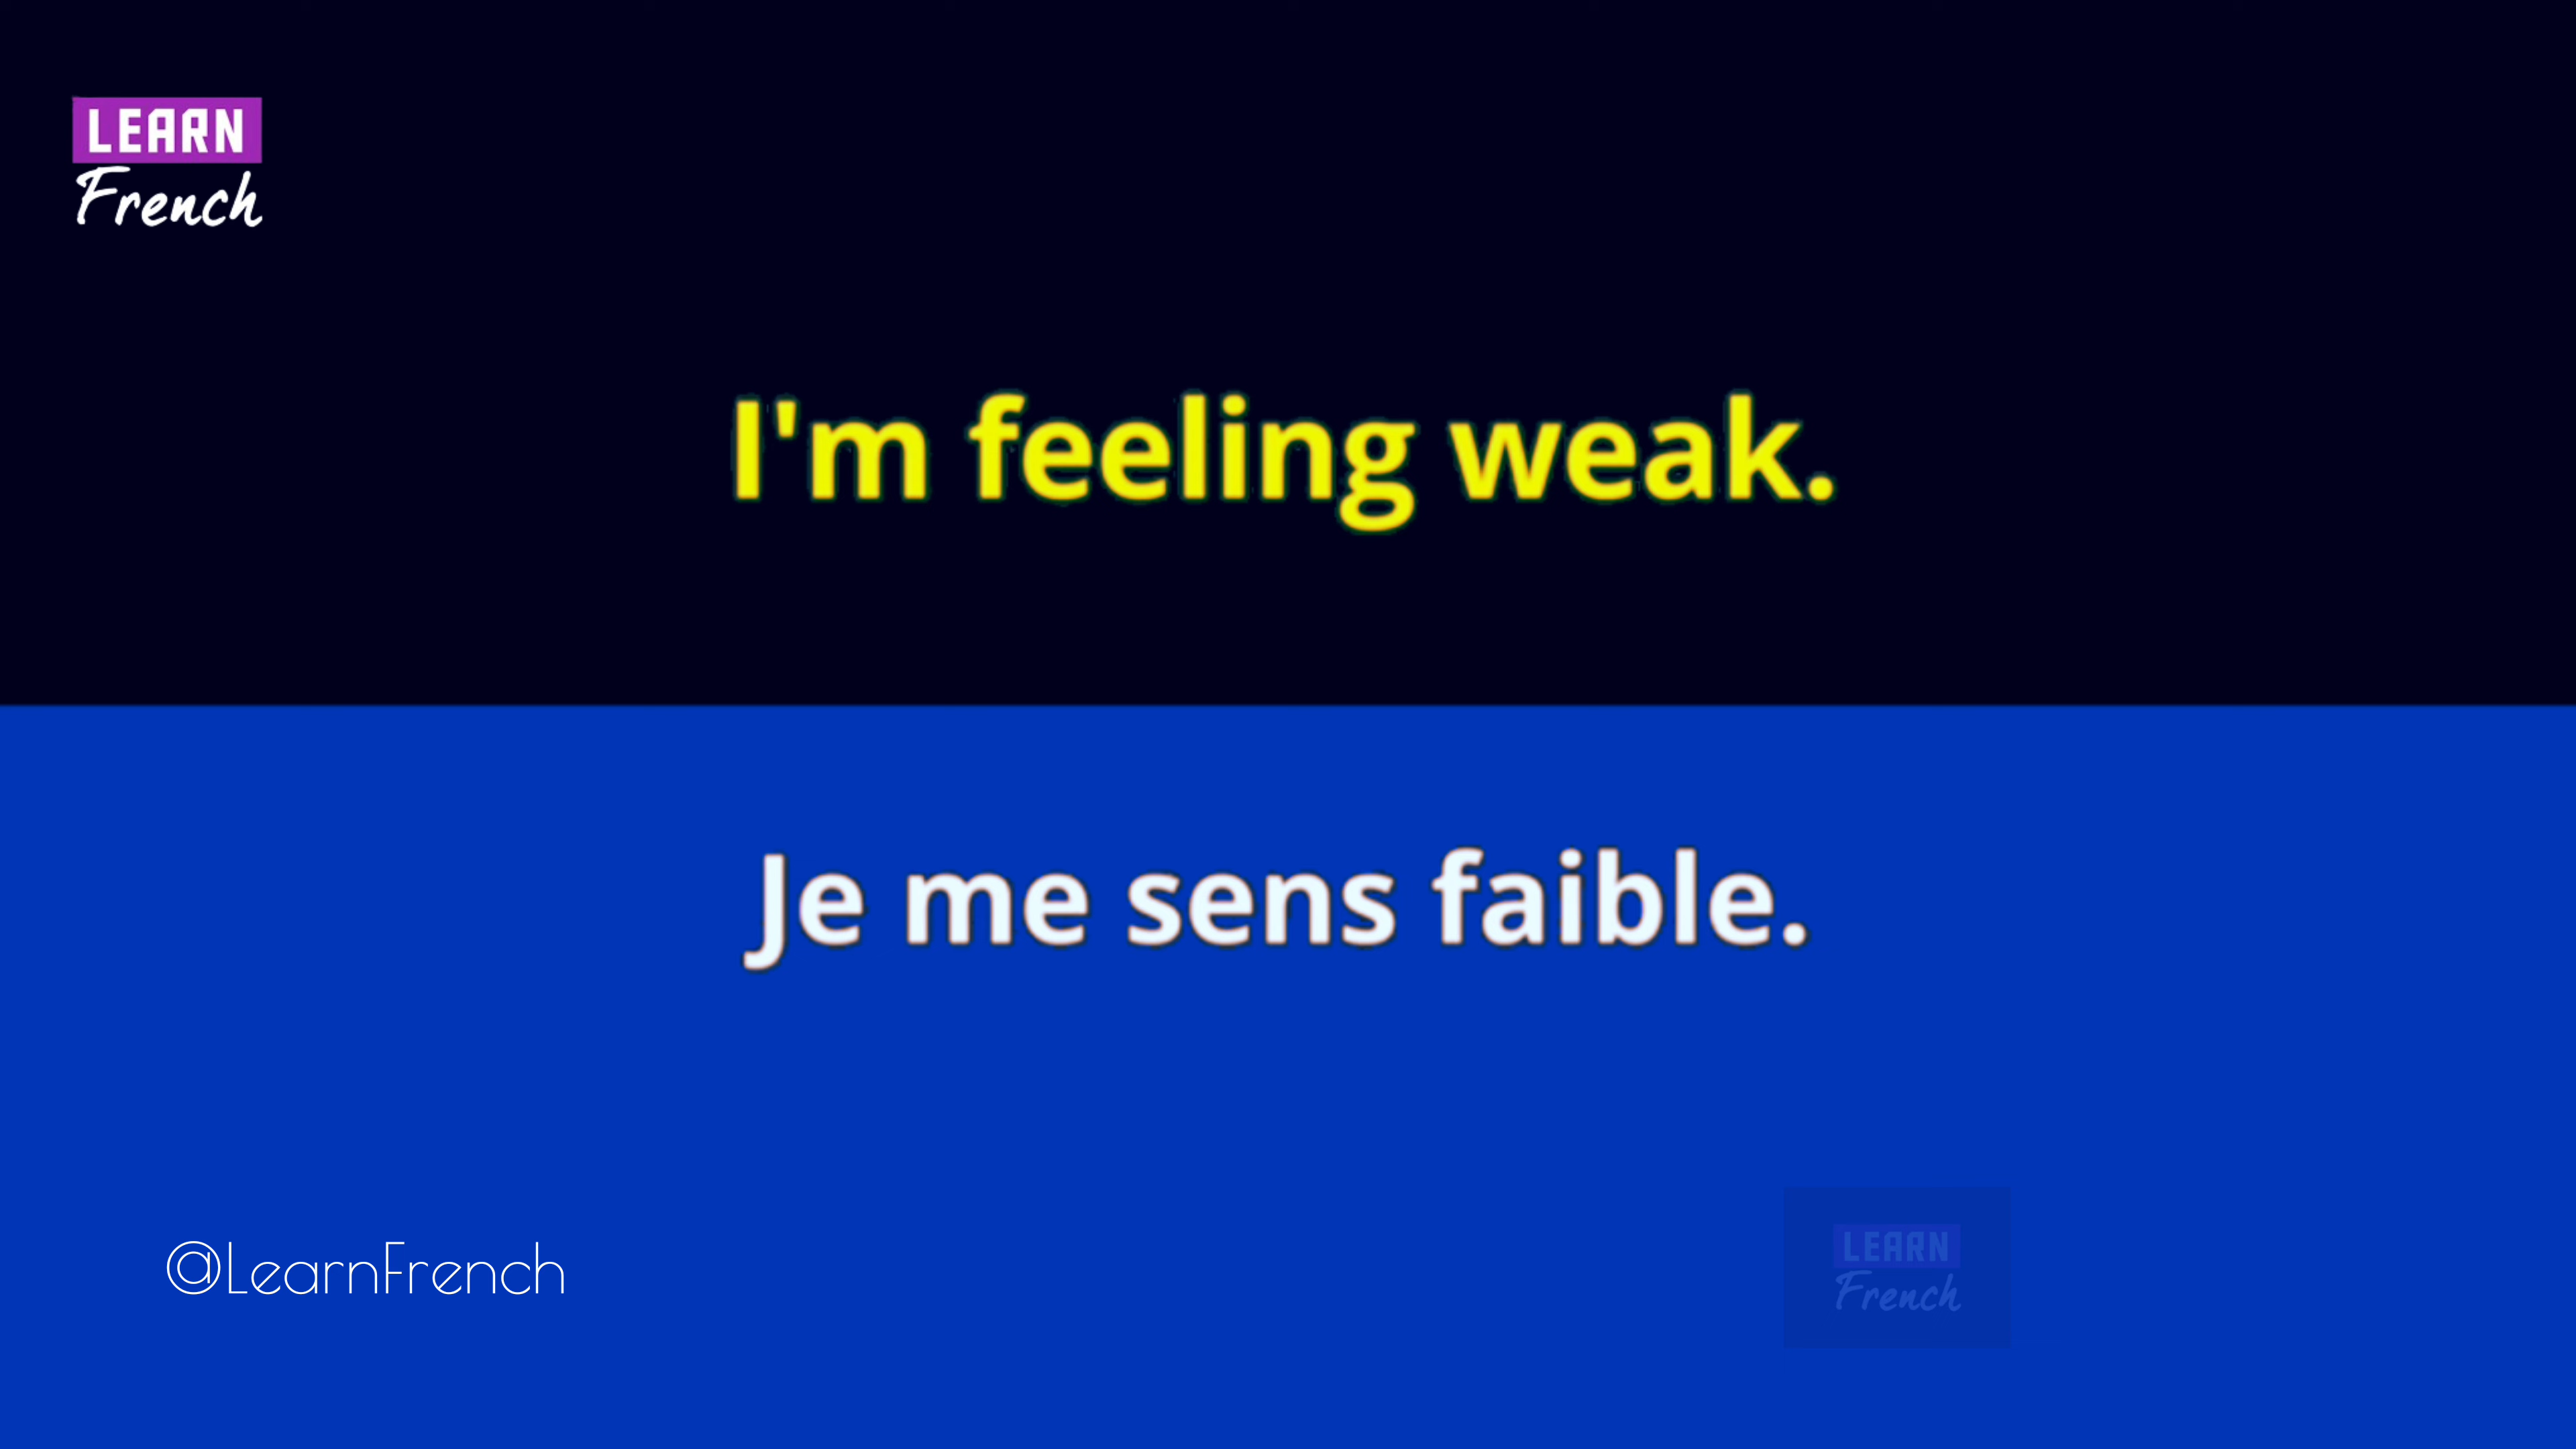 LEARN
French
I'm feeling weak.
Je me sens faible.
@LearnFrench
LEARN
French